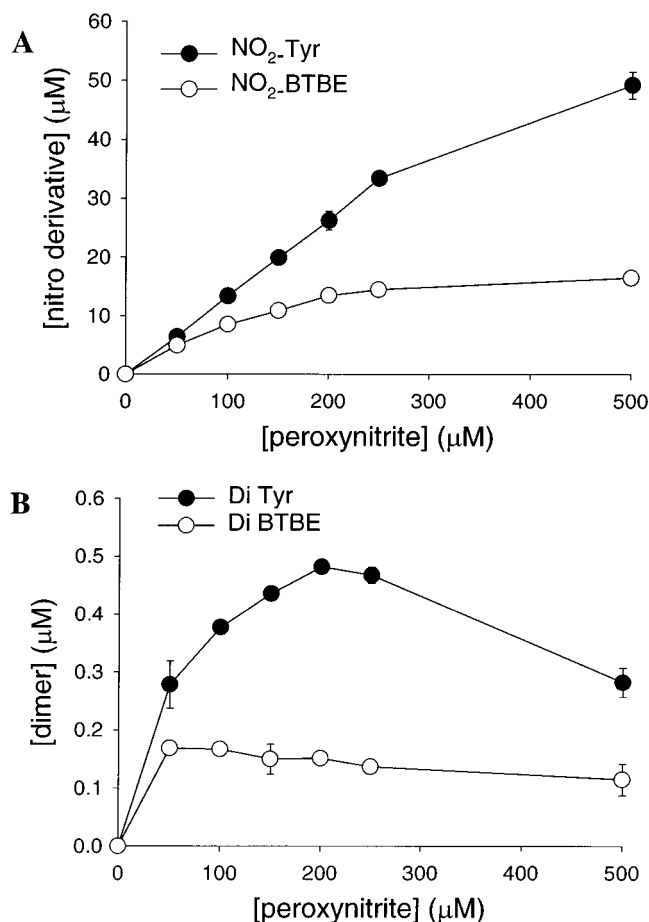 A
NO2-Tyr
NO2-BTBE
[nitro derivative] (μM)
60
50
40
30
20
10
0
0 100 200 300 400 500
[peroxynitrite] (μM)
B
Di Tyr
Di BTBE
[dimer] (μM)
0.6
0.5
0.4
0.3
0.2
0.1
0.0
0 100 200 300 400 500
[peroxynitrite] (μM)